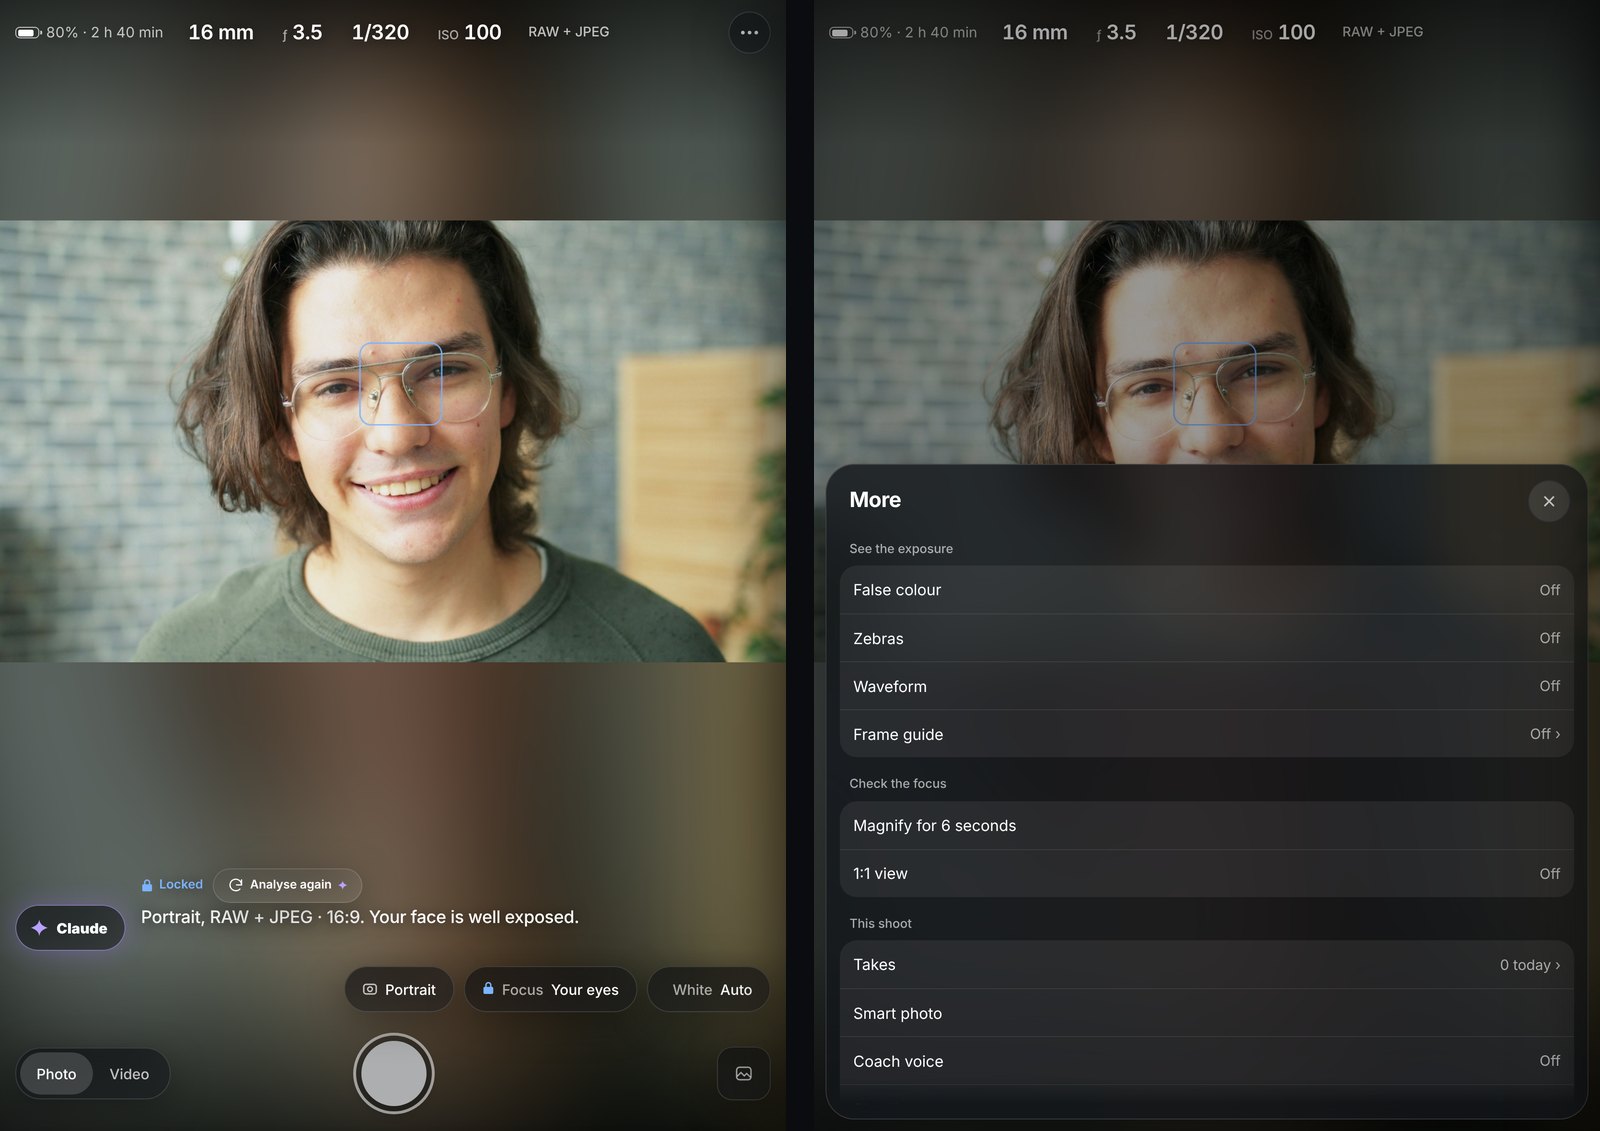 80% · 2 h 40 min 16 mm ƒ 3.5 1/320 ISO 100 RAW + JPEG
Locked Analyse again
Portrait, RAW + JPEG · 16:9. Your face is well exposed.
Claude
Portrait Focus Your eyes White Auto
Photo Video
80% · 2 h 40 min 16 mm ƒ 3.5 1/320 ISO 100 RAW + JPEG
More
See the exposure
False colour Off
Zebras Off
Waveform Off
Frame guide Off ›
Check the focus
Magnify for 6 seconds
1:1 view Off
This shoot
Takes 0 today ›
Smart photo
Coach voice Off